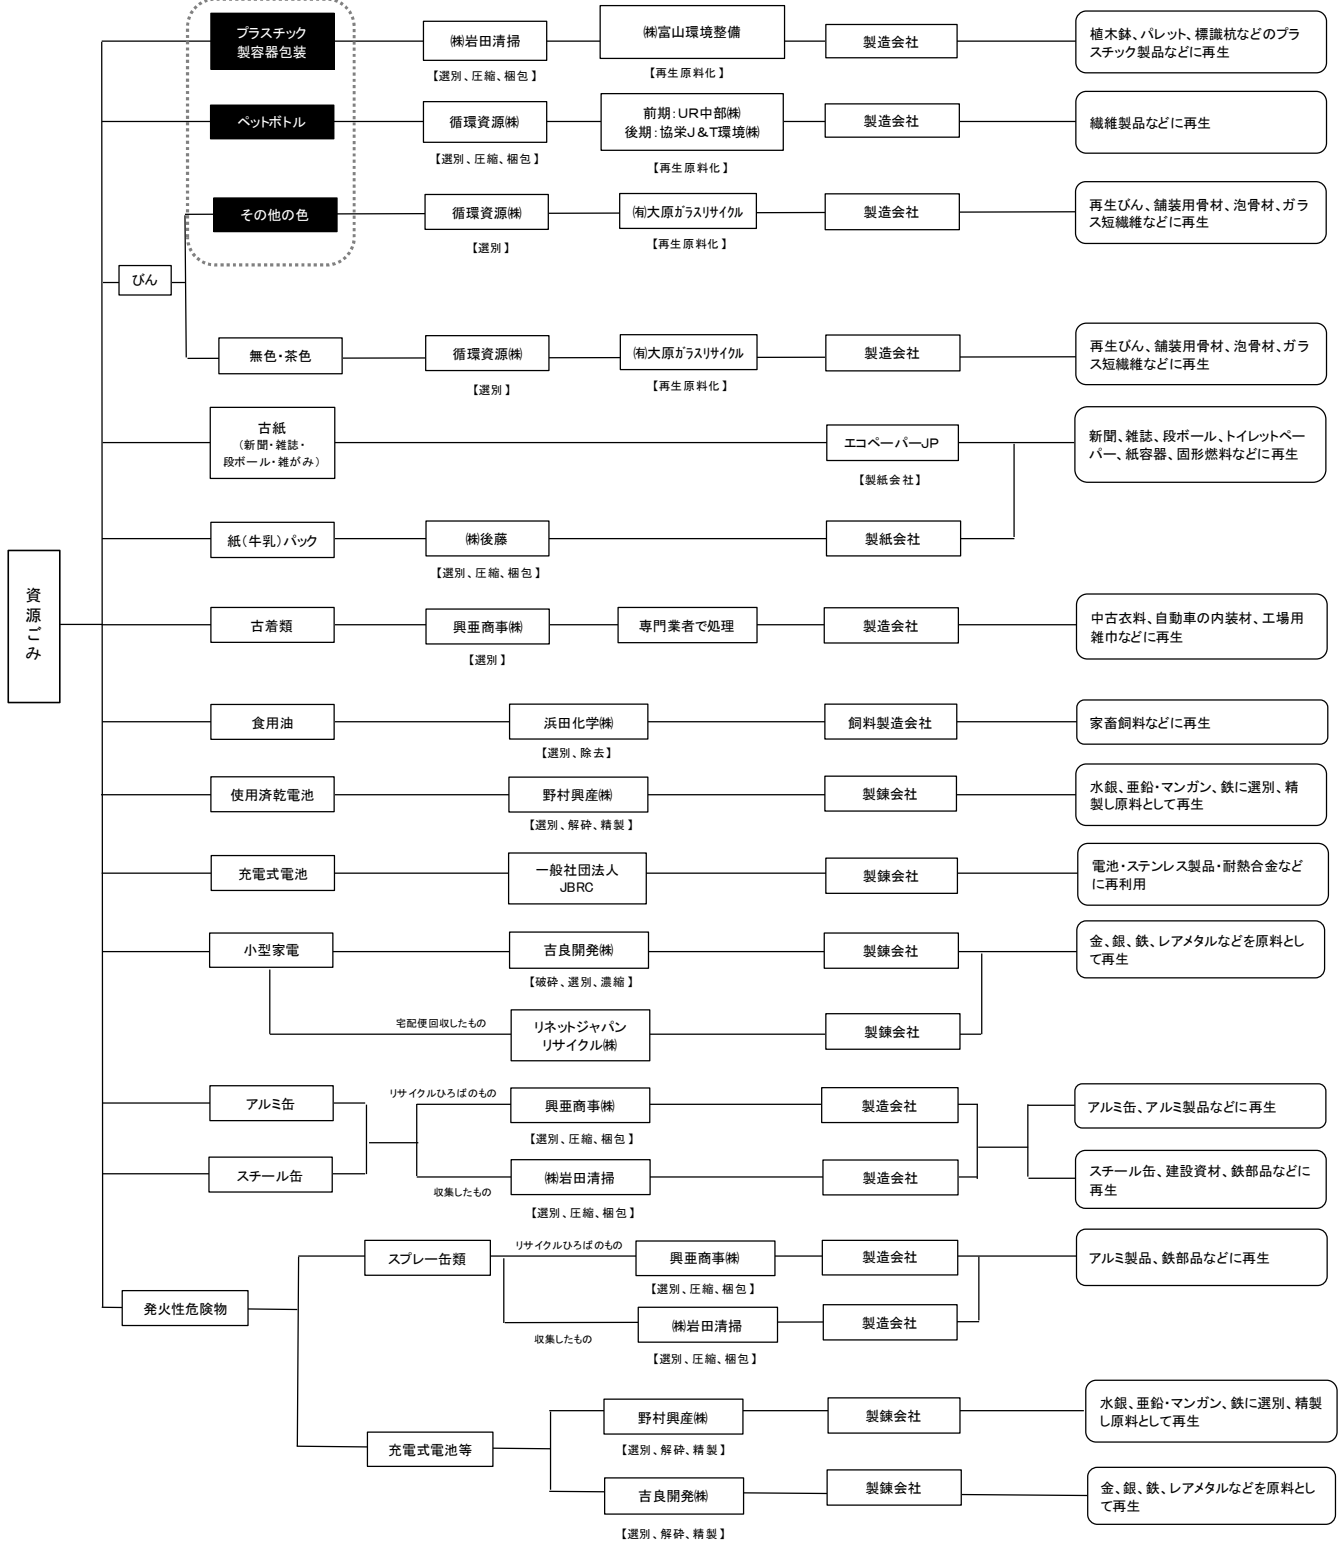 プラスチック
製容器包装
㈱岩田清掃
【選別、圧縮、梱包】
㈱富山環境整備
【再生原料化】
製造会社
植木鉢、パレット、標識杭などのプラ
スチック製品などに再生
ペットボトル
循環資源㈱
【選別、圧縮、梱包】
前期：ＵＲ中部㈱
後期：協栄Ｊ＆Ｔ環境㈱
【再生原料化】
製造会社
繊維製品などに再生
びん
その他の色
循環資源㈱
【選別】
㈲大原ガラスリサイクル
【再生原料化】
製造会社
再生びん、舗装用骨材、泡骨材、ガラ
ス短繊維などに再生
無色・茶色
循環資源㈱
【選別】
㈲大原ガラスリサイクル
【再生原料化】
製造会社
再生びん、舗装用骨材、泡骨材、ガラ
ス短繊維などに再生
古紙
（新聞・雑誌・
段ボール・雑がみ）
エコペーパーJP
【製紙会社】
新聞、雑誌、段ボール、トイレットペー
パー、紙容器、固形燃料などに再生
紙（牛乳）パック
㈱後藤
【選別、圧縮、梱包】
製紙会社
資源ごみ
古着類
興亜商事㈱
【選別】
専門業者で処理
製造会社
中古衣料、自動車の内装材、工場用
雑巾などに再生
食用油
浜田化学㈱
【選別、除去】
飼料製造会社
家畜飼料などに再生
使用済乾電池
野村興産㈱
【選別、解砕、精製】
製錬会社
水銀、亜鉛・マンガン、鉄に選別、精
製し原料として再生
充電式電池
一般社団法人
JBRC
製錬会社
電池・ステンレス製品・耐熱合金など
に再利用
小型家電
吉良開発㈱
【破砕、選別、濃縮】
製錬会社
金、銀、鉄、レアメタルなどを原料とし
て再生
宅配便回収したもの
リネットジャパン
リサイクル㈱
製錬会社
アルミ缶
リサイクルひろばのもの
興亜商事㈱
【選別、圧縮、梱包】
製造会社
アルミ缶、アルミ製品などに再生
スチール缶
収集したもの
㈱岩田清掃
【選別、圧縮、梱包】
製造会社
スチール缶、建設資材、鉄部品などに
再生
発火性危険物
スプレー缶類
リサイクルひろばのもの
興亜商事㈱
【選別、圧縮、梱包】
製造会社
アルミ製品、鉄部品などに再生
収集したもの
㈱岩田清掃
【選別、圧縮、梱包】
製造会社
充電式電池等
野村興産㈱
【選別、解砕、精製】
製錬会社
水銀、亜鉛・マンガン、鉄に選別、精製
し原料として再生
吉良開発㈱
【選別、解砕、精製】
製錬会社
金、銀、鉄、レアメタルなどを原料とし
て再生